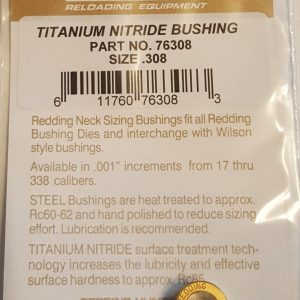 RELOADING EQUIPMENT
TITANIUM NITRIDE BUSHING
PART NO. 76308
SIZE .308
6 11760 76308 3
Redding Neck Sizing Bushings fit all Redding
Bushing Dies and interchange with Wilson
style bushings.
Available in .001" increments from 17 thru
338 calibers.
STEEL Bushings are heat treated to approx.
Rc60-62 and hand polished to reduce sizing
effort. Lubrication is recommended.
TITANIUM NITRIDE surface treatment tech-
nology increases the lubricity and effective
surface hardness to approx. Rc85.
REDDING